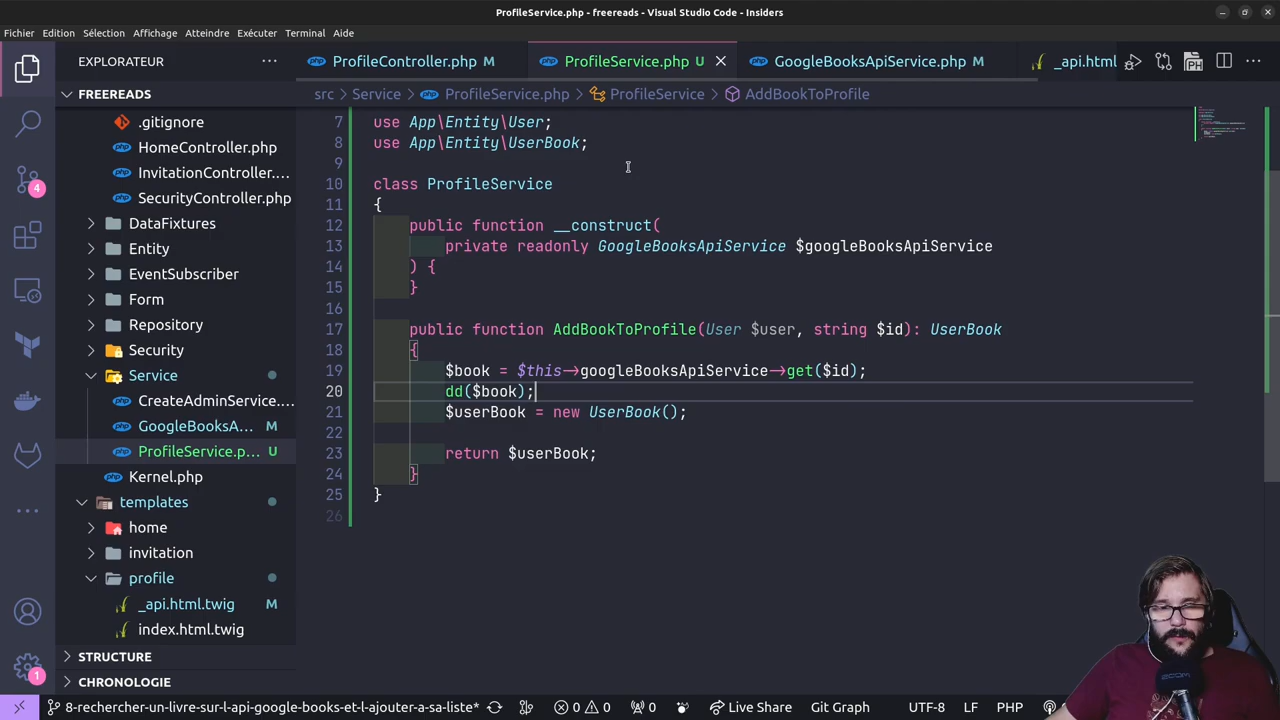 ProfileService.php - freereads - Visual Studio Code - Insiders
Fichier Edition Sélection Affichage Atteindre Exécuter Terminal Aide
EXPLORATEUR
ProfileController.php M
ProfileService.php U
GoogleBooksApiService.php M
_api.html
FREEREADS
src > Service > ProfileService.php > ProfileService > AddBookToProfile
.gitignore
HomeController.php
InvitationController....
SecurityController.php
DataFixtures
Entity
EventSubscriber
Form
Repository
Security
Service
CreateAdminService....
GoogleBooksA... M
ProfileService.p... U
Kernel.php
templates
home
invitation
profile
_api.html.twig M
index.html.twig
STRUCTURE
CHRONOLOGIE
4
1
7 use App\Entity\User;
8 use App\Entity\UserBook;
9
10 class ProfileService
11 {
12 public function __construct(
13 private readonly GoogleBooksApiService $googleBooksApiService
14 ) {
15 }
16
17 public function AddBookToProfile(User $user, string $id): UserBook
18 {
19 $book = $this->googleBooksApiService->get($id);
20 dd($book);
21 $userBook = new UserBook();
22
23 return $userBook;
24 }
25 }
26
8-rechercher-un-livre-sur-l-api-google-books-et-l-ajouter-a-sa-liste* 0 0 0 Live Share Git Graph UTF-8 LF PHP